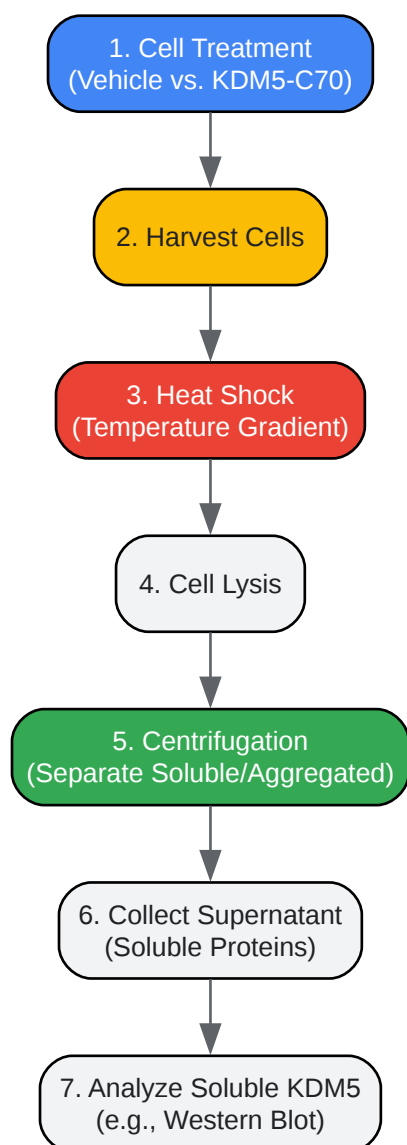 1. Cell Treatment
(Vehicle vs. KDM5-C70)
2. Harvest Cells
3. Heat Shock
(Temperature Gradient)
4. Cell Lysis
5. Centrifugation
(Separate Soluble/Aggregated)
6. Collect Supernatant
(Soluble Proteins)
7. Analyze Soluble KDM5
(e.g., Western Blot)